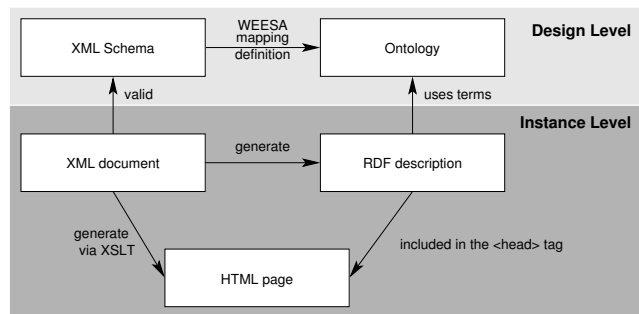 WEESA
mapping
definition
Design Level
XML Schema
Ontology
valid
uses terms
Instance Level
XML document
generate
RDF description
generate
via XSLT
included in the <head> tag
HTML page